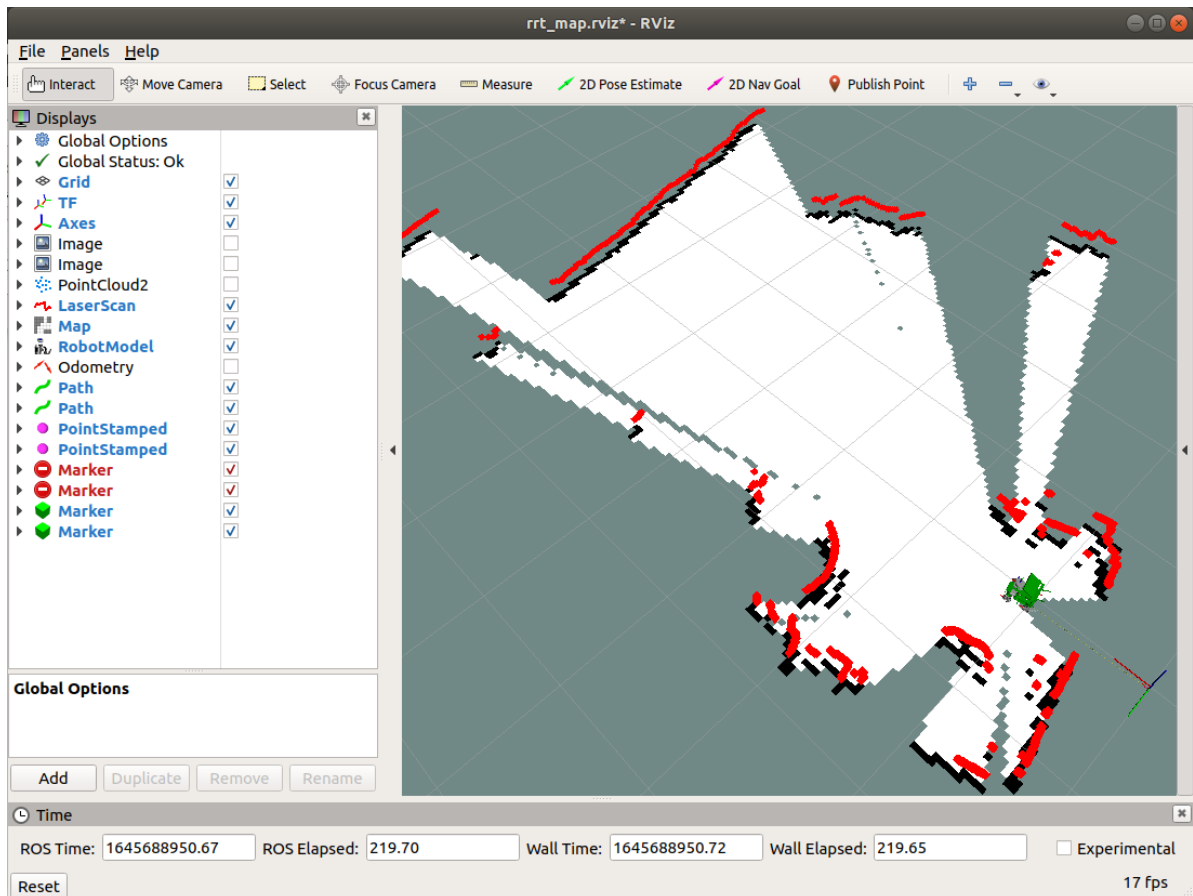 rrt_map.rviz* - RViz
File Panels Help
Interact Move Camera Select Focus Camera Measure 2D Pose Estimate 2D Nav Goal Publish Point
Displays
Global Options
Global Status: Ok
Grid
TF
Axes
Image
Image
PointCloud2
LaserScan
Map
RobotModel
Odometry
Path
Path
PointStamped
PointStamped
Marker
Marker
Marker
Marker
Global Options
Add Duplicate Remove Rename
Time
ROS Time: 1645688950.67 ROS Elapsed: 219.70 Wall Time: 1645688950.72 Wall Elapsed: 219.65 Experimental
Reset 17 fps